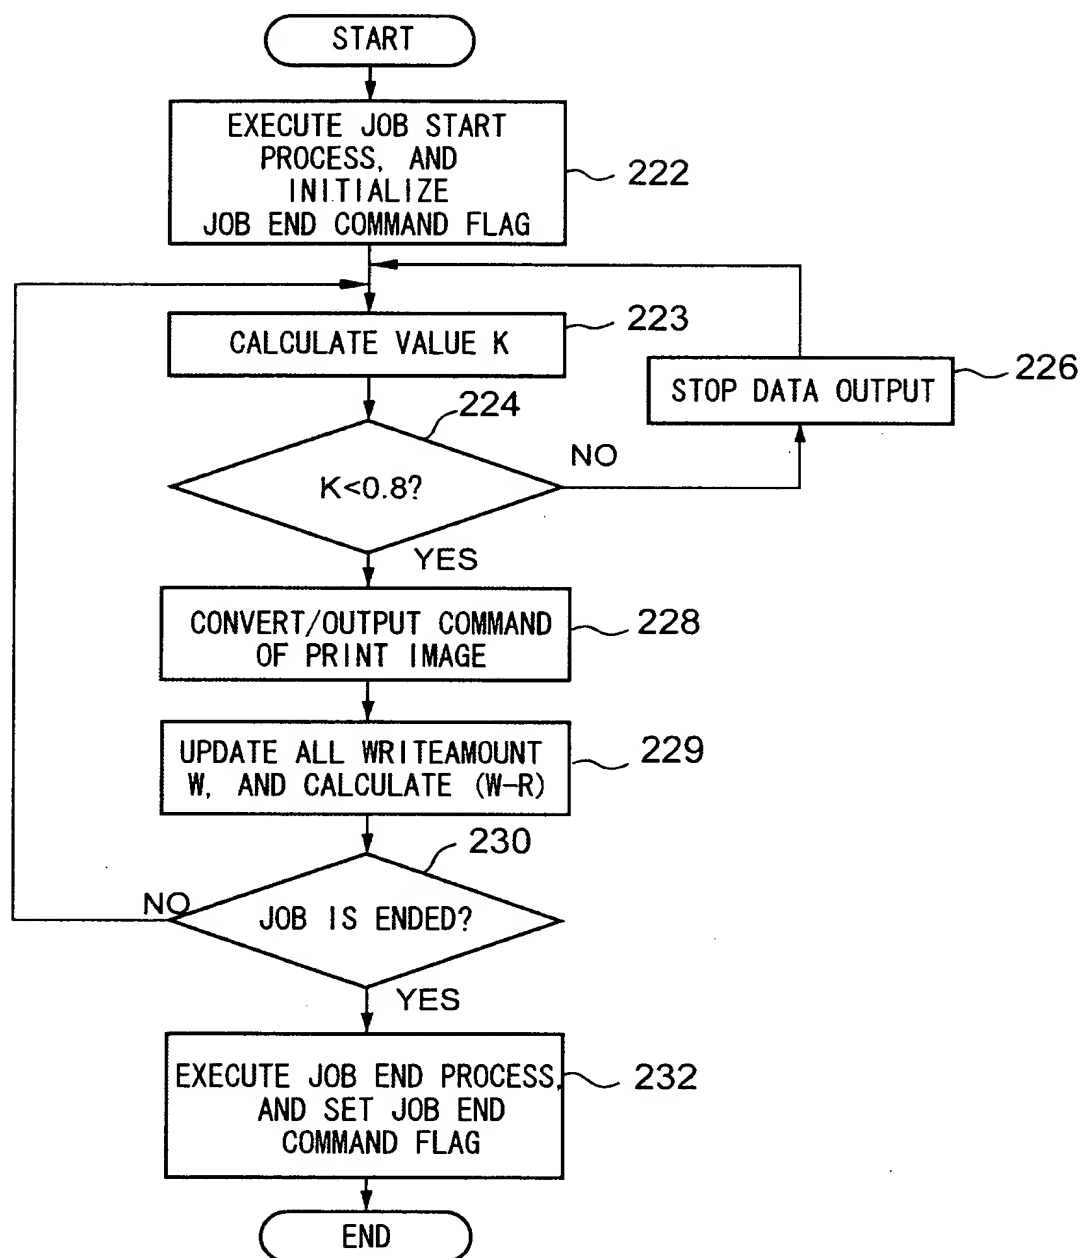 START
EXECUTE JOB START
PROCESS, AND
INITIALIZE
JOB END COMMAND FLAG
222
CALCULATE VALUE K
223
STOP DATA OUTPUT
226
224
K<0.8?
NO
YES
CONVERT/OUTPUT COMMAND
OF PRINT IMAGE
228
UPDATE ALL WRITEAMOUNT
W, AND CALCULATE (W-R)
229
230
JOB IS ENDED?
NO
YES
EXECUTE JOB END PROCESS,
AND SET JOB END
COMMAND FLAG
232
END